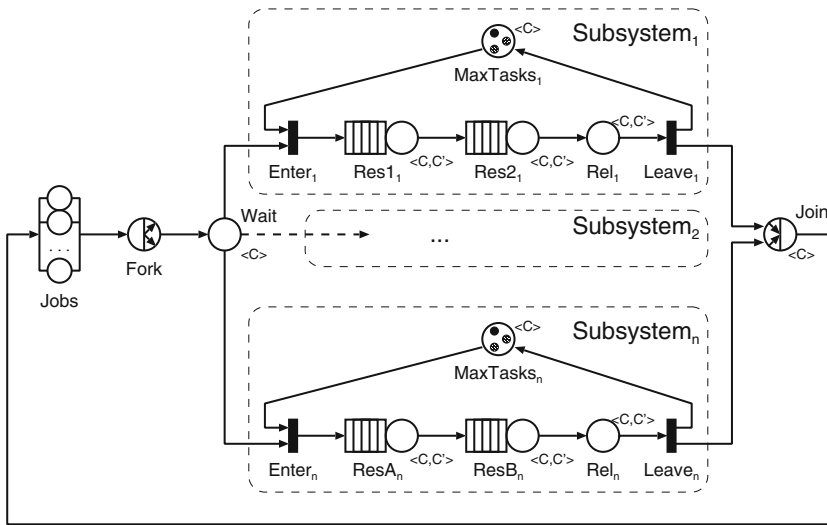 <C>
Subsystem₁
MaxTasks₁
<C,C'>
<C,C'>
<C,C'>
Enter₁
Res1₁
Res2₁
Rel₁
Leave₁
Wait
<C>
...
Subsystem₂
Join
<C>
. . .
Jobs
Fork
<C>
Subsystemₙ
MaxTasksₙ
<C,C'>
<C,C'>
<C,C'>
Enterₙ
ResAₙ
ResBₙ
Relₙ
Leaveₙ